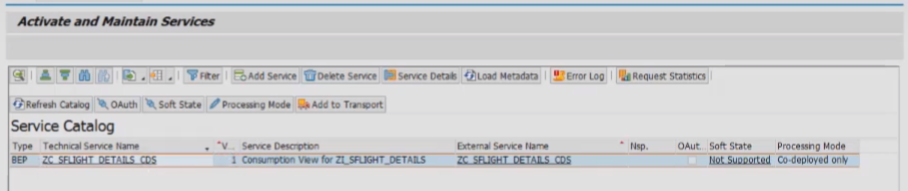 Activate and Maintain Services
Filter Add Service Delete Service Service Details Load Metadata Error Log Request Statistics
Refresh Catalog OAuth Soft State Processing Mode Add to Transport
Service Catalog
Type Technical Service Name V... Service Description External Service Name Nsp. OAut... Soft State Processing Mode
BEP ZC_SFLIGHT_DETAILS_CDS 1 Consumption View for ZI_SFLIGHT_DETAILS ZC_SFLIGHT_DETAILS_CDS Not Supported Co-deployed only